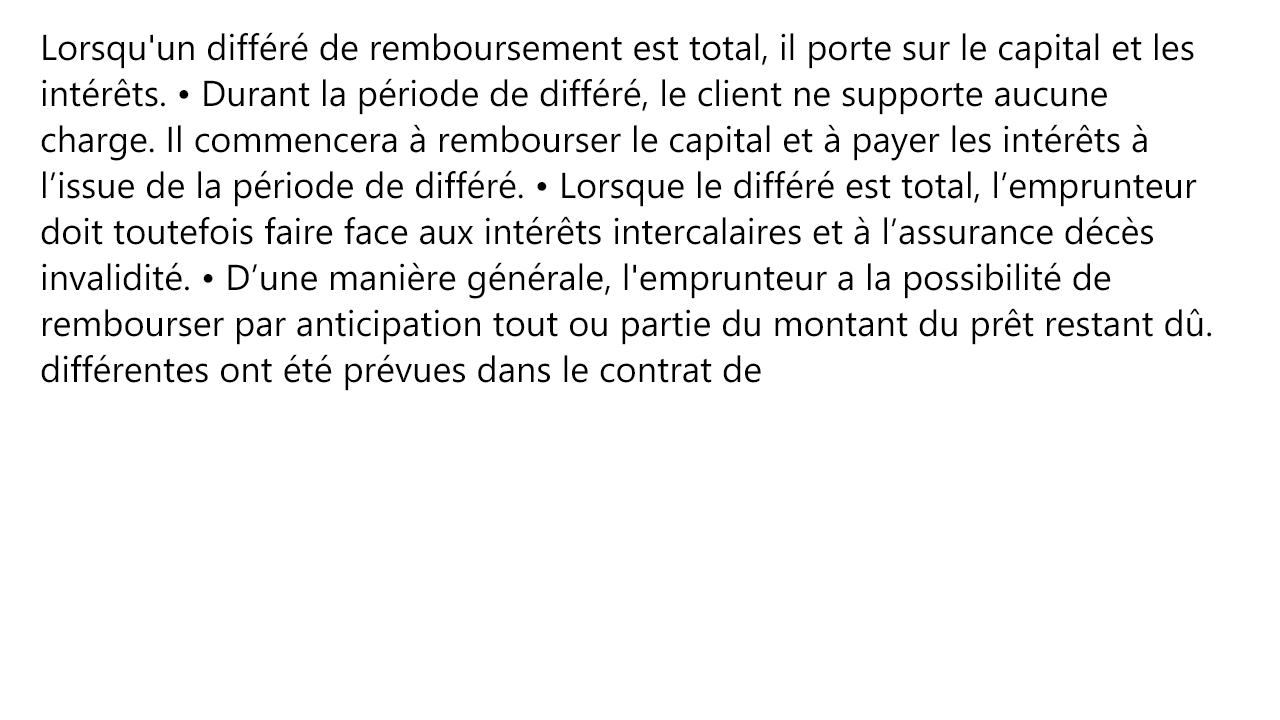 Lorsqu'un différé de remboursement est total, il porte sur le capital et les
intérêts. • Durant la période de différé, le client ne supporte aucune
charge. Il commencera à rembourser le capital et à payer les intérêts à
l’issue de la période de différé. • Lorsque le différé est total, l’emprunteur
doit toutefois faire face aux intérêts intercalaires et à l’assurance décès
invalidité. • D’une manière générale, l'emprunteur a la possibilité de
rembourser par anticipation tout ou partie du montant du prêt restant dû.
différentes ont été prévues dans le contrat de